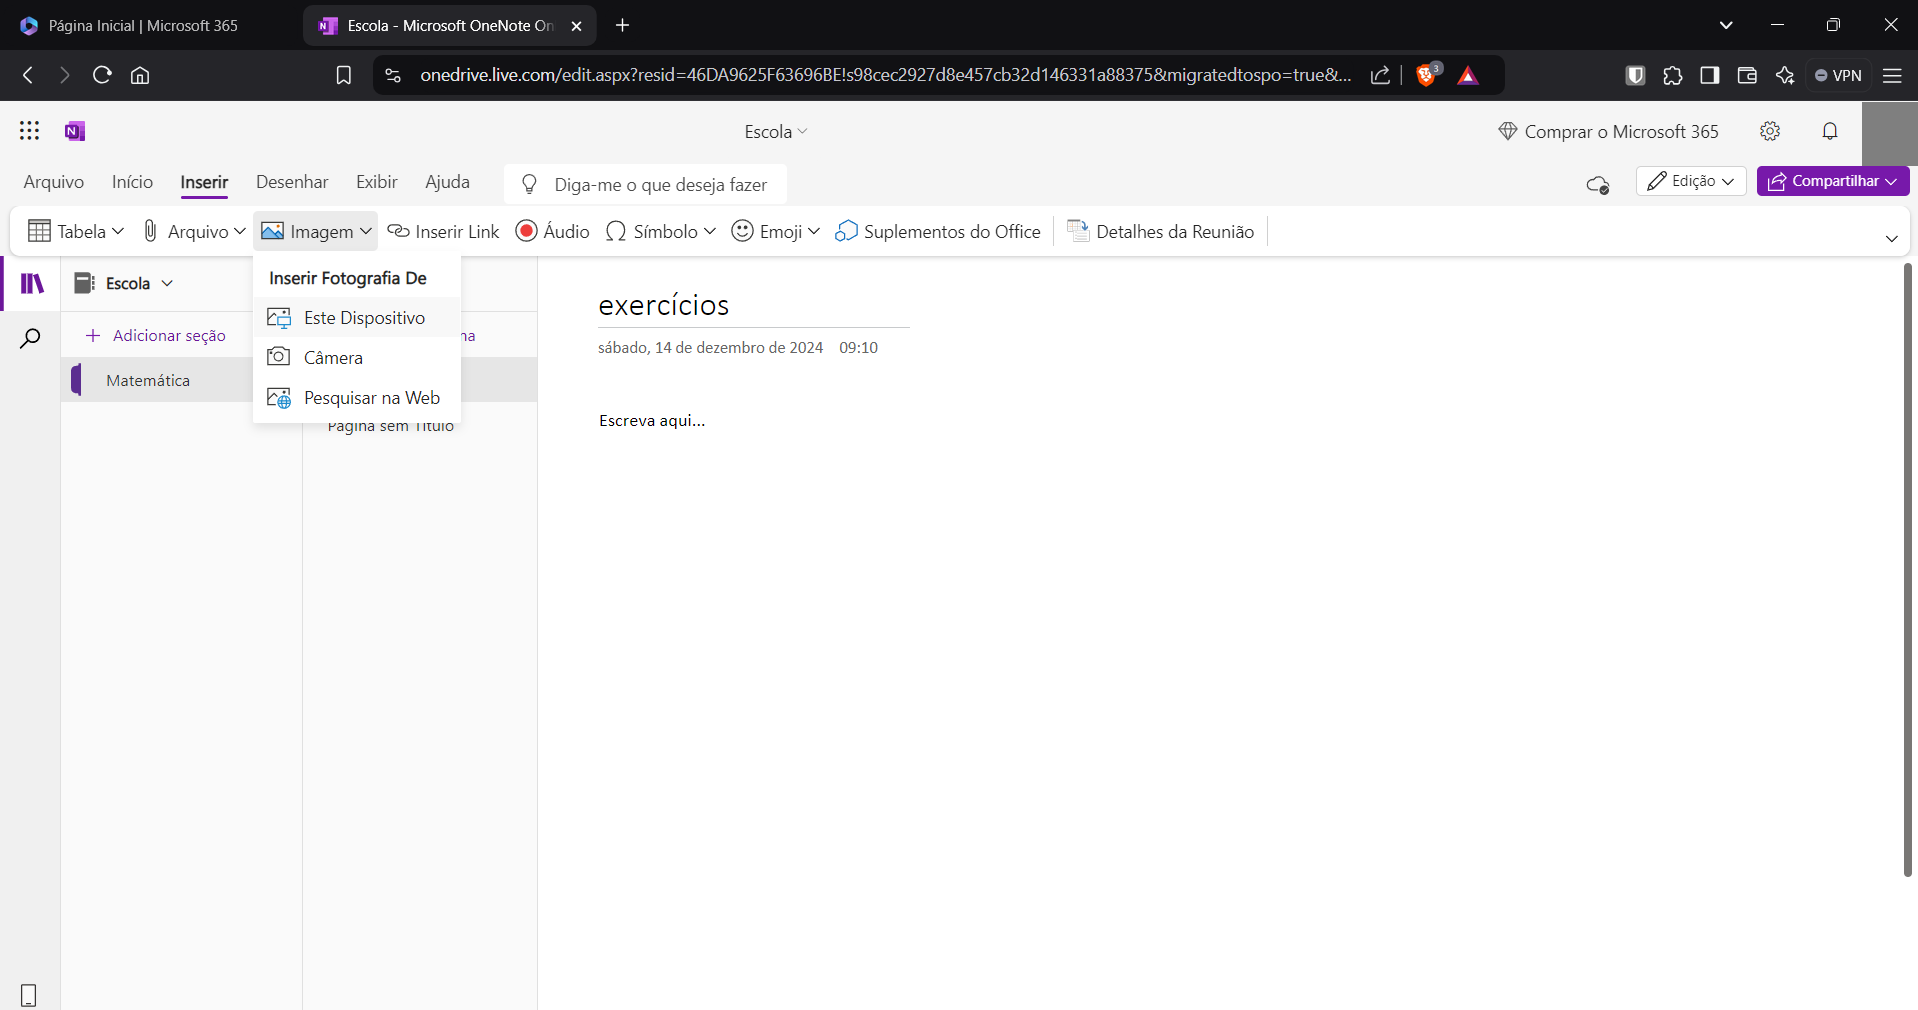 Página Inicial | Microsoft 365
Escola - Microsoft OneNote On
onedrive.live.com/edit.aspx?resid=46DA9625F63696BE!s98cec2927d8e457cb32d146331a88375&migratedtospo=true&...
3
VPN
Escola
Comprar o Microsoft 365
Arquivo
Início
Inserir
Desenhar
Exibir
Ajuda
Diga-me o que deseja fazer
Edição
Compartilhar
Tabela
Arquivo
Imagem
Inserir Link
Áudio
Símbolo
Emoji
Suplementos do Office
Detalhes da Reunião
Escola
Adicionar seção
Matemática
Inserir Fotografia De
Este Dispositivo
Câmera
Pesquisar na Web
na
Página sem Título
exercícios
sábado, 14 de dezembro de 2024 09:10
Escreva aqui...